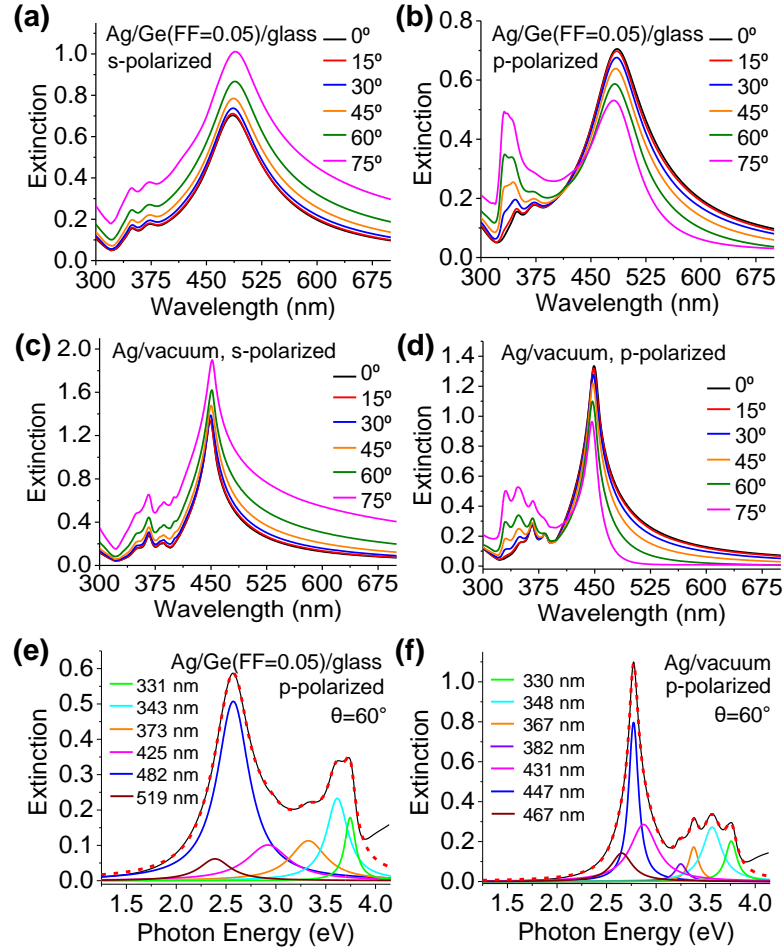 (a)
Ag/Ge(FF=0.05)/glass
s-polarized
0º
15º
30º
45º
60º
75º
1.0
0.8
0.6
0.4
0.2
0.0
Extinction
300 375 450 525 600 675
Wavelength (nm)
(b)
Ag/Ge(FF=0.05)/glass
p-polarized
0º
15º
30º
45º
60º
75º
0.8
0.6
0.4
0.2
0.0
Extinction
300 375 450 525 600 675
Wavelength (nm)
(c)
Ag/vacuum, s-polarized
0º
15º
30º
45º
60º
75º
2.0
1.6
1.2
0.8
0.4
0.0
Extinction
300 375 450 525 600 675
Wavelength (nm)
(d)
Ag/vacuum, p-polarized
0º
15º
30º
45º
60º
75º
1.4
1.2
1.0
0.8
0.6
0.4
0.2
0.0
Extinction
300 375 450 525 600 675
Wavelength (nm)
(e)
Ag/Ge(FF=0.05)/glass
p-polarized
θ=60°
331 nm
343 nm
373 nm
425 nm
482 nm
519 nm
0.6
0.5
0.4
0.3
0.2
0.1
0.0
Extinction
1.5 2.0 2.5 3.0 3.5 4.0
Photon Energy (eV)
(f)
Ag/vacuum
p-polarized
θ=60°
330 nm
348 nm
367 nm
382 nm
431 nm
447 nm
467 nm
1.0
0.8
0.6
0.4
0.2
0.0
Extinction
1.5 2.0 2.5 3.0 3.5 4.0
Photon Energy (eV)